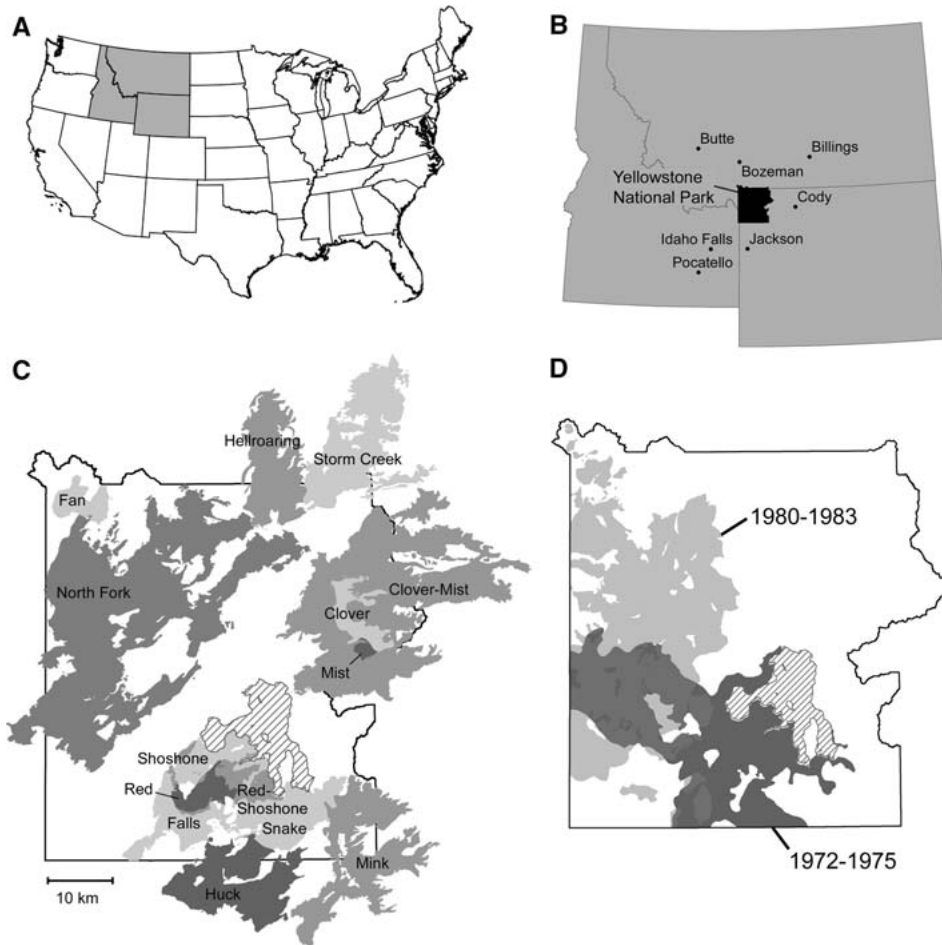 A
B
Butte
Billings
Bozeman
Yellowstone
National Park
Cody
Idaho Falls
Jackson
Pocatello
C
D
Hellroaring
Storm Creek
Fan
1980-1983
North Fork
Clover-Mist
Clover
Mist
Shoshone
Red
Red-
Shoshone
Falls
Snake
Mink
Huck
10 km
1972-1975